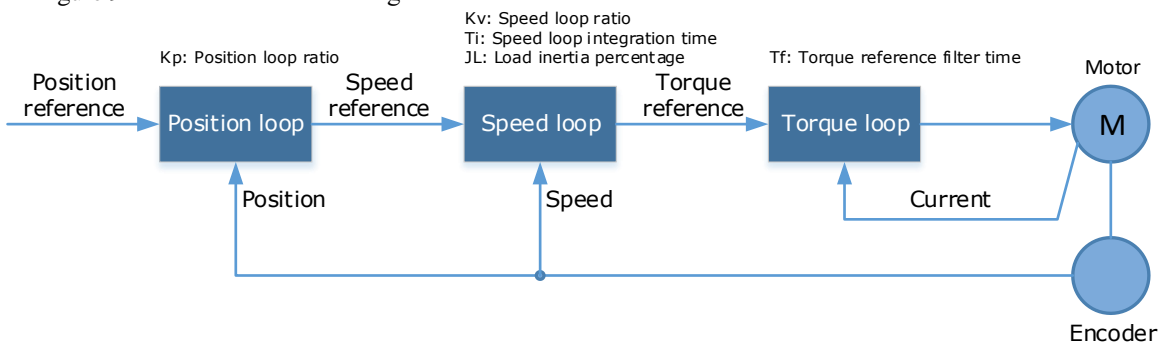 Kv: Speed loop ratio
Ti: Speed loop integration time
JL: Load inertia percentage
Kp: Position loop ratio
Tf: Torque reference filter time
Position
reference
Speed
reference
Torque
reference
Motor
Position loop
Speed loop
Torque loop
M
Position
Speed
Current
Encoder